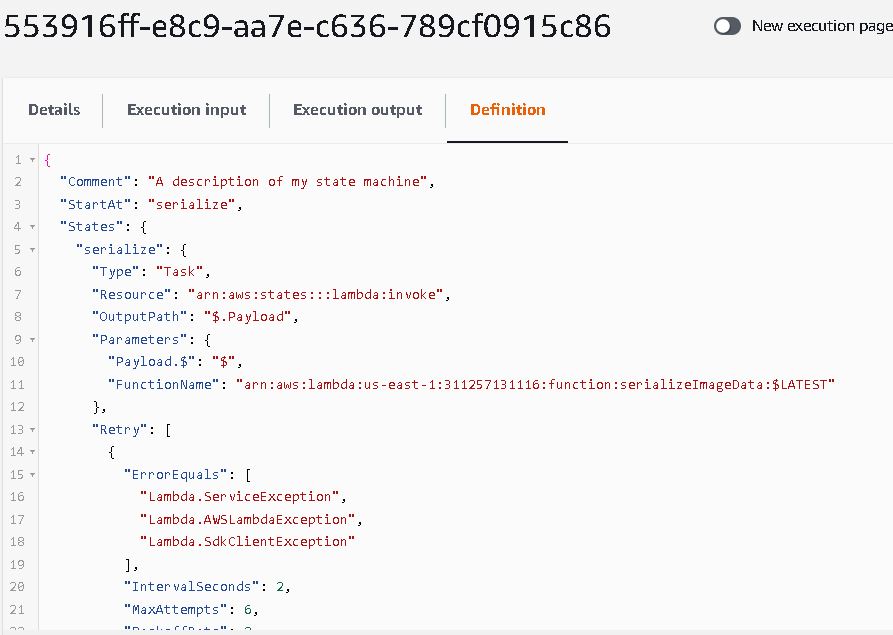 553916ff-e8c9-aa7e-c636-789cf0915c86
New execution page
Details Execution input Execution output Definition
1 {
2 "Comment": "A description of my state machine",
3 "StartAt": "serialize",
4 "States": {
5 "serialize": {
6 "Type": "Task",
7 "Resource": "arn:aws:states:::lambda:invoke",
8 "OutputPath": "$.Payload",
9 "Parameters": {
10 "Payload.$": "$",
11 "FunctionName": "arn:aws:lambda:us-east-1:311257131116:function:serializeImageData:$LATEST"
12 },
13 "Retry": [
14 {
15 "ErrorEquals": [
16 "Lambda.ServiceException",
17 "Lambda.AWSLambdaException",
18 "Lambda.SdkClientException"
19 ],
20 "IntervalSeconds": 2,
21 "MaxAttempts": 6,